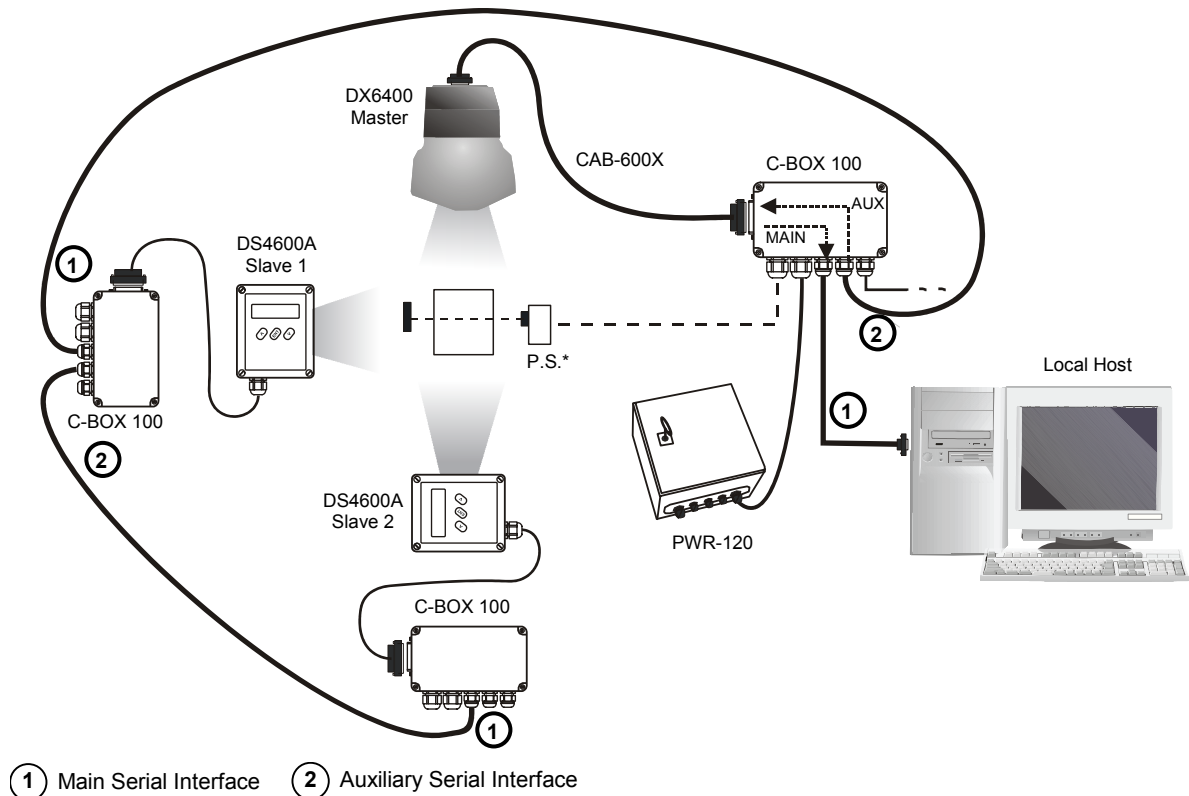 DX6400
Master
CAB-600X
C-BOX 100
AUX
MAIN
DS4600A
Slave 1
1
2
P.S.*
Local Host
C-BOX 100
2
1
DS4600A
Slave 2
PWR-120
C-BOX 100
1
1 Main Serial Interface 2 Auxiliary Serial Interface